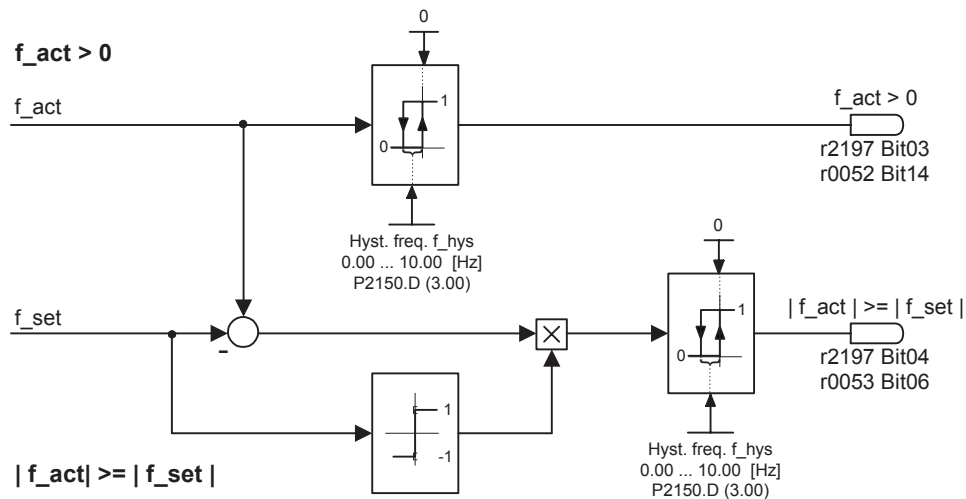 0
f_act > 0
f_act
1
0
f_act > 0
r2197 Bit03
r0052 Bit14
Hyst. freq. f_hys
0.00 ... 10.00 [Hz]
P2150.D (3.00)
0
f_set
-
1
0
| f_act | >= | f_set |
r2197 Bit04
r0053 Bit06
1
-1
Hyst. freq. f_hys
0.00 ... 10.00 [Hz]
P2150.D (3.00)
| f_act| >= | f_set |